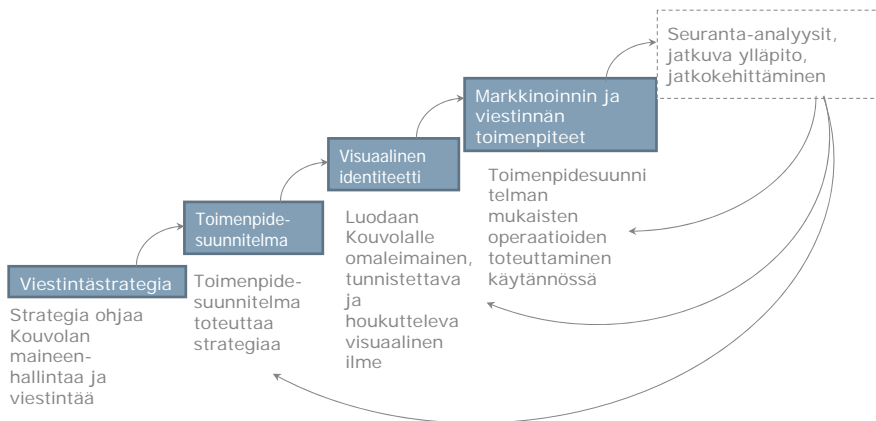 Viestintästrategia
Strategia ohjaa
Kouvolan
maineen-
hallintaa ja
viestintää
Toimenpide-
suunnitelma
Toimenpide-
suunnitelma
toteuttaa
strategiaa
Visuaalinen
identiteetti
Luodaan
Kouvolalle
omaleimainen,
tunnistettava
ja
houkutteleva
visuaalinen
ilme
Markkinoinnin ja
viestinnän
toimenpiteet
Toimenpidesuunni
telman
mukaisten
operaatioiden
toteuttaminen
käytännössä
Seuranta-analyysit,
jatkuva ylläpito,
jatkokehittäminen